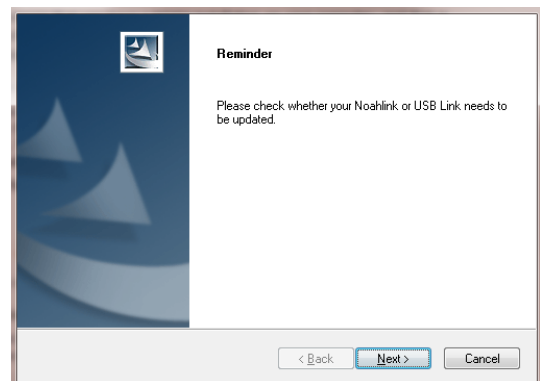 Reminder
Please check whether your Noahlink or USB Link needs to
be updated.
< Back
Next >
Cancel